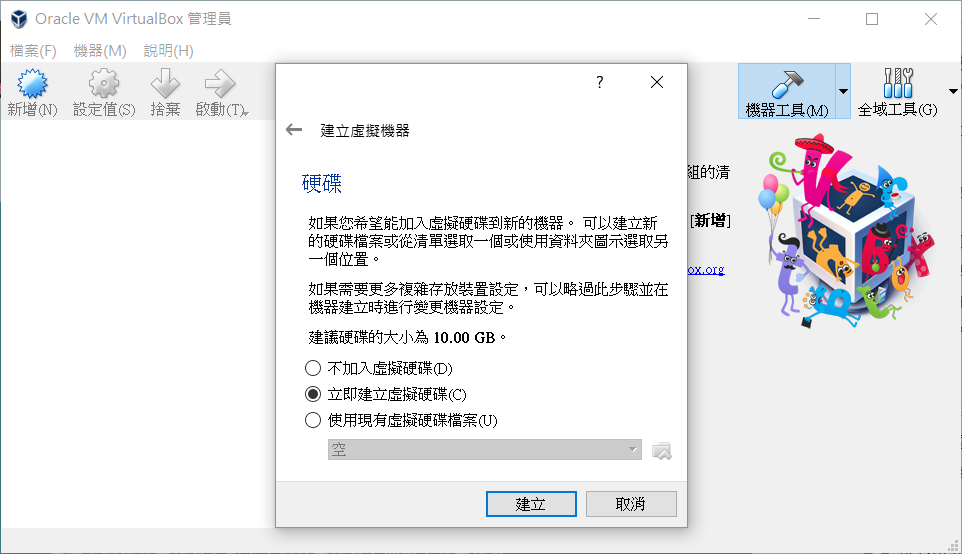 Oracle VM VirtualBox 管理員
檔案(F) 機器(M) 說明(H)
新增(N) 設定值(S) 捨棄 啟動(T)
機器工具(M) 全域工具(G)
?
建立虛擬機器
硬碟
如果您希望能加入虛擬硬碟到新的機器。 可以建立新
的硬碟檔案或從清單選取一個或使用資料夾圖示選取另
一個位置。
如果需要更多複雜存放裝置設定，可以略過此步驟並在
機器建立時進行變更機器設定。
建議硬碟的大小為 10.00 GB。
不加入虛擬硬碟(D)
立即建立虛擬硬碟(C)
使用現有虛擬硬碟檔案(U)
空
建立 取消
組的清
[新增]
ox.org